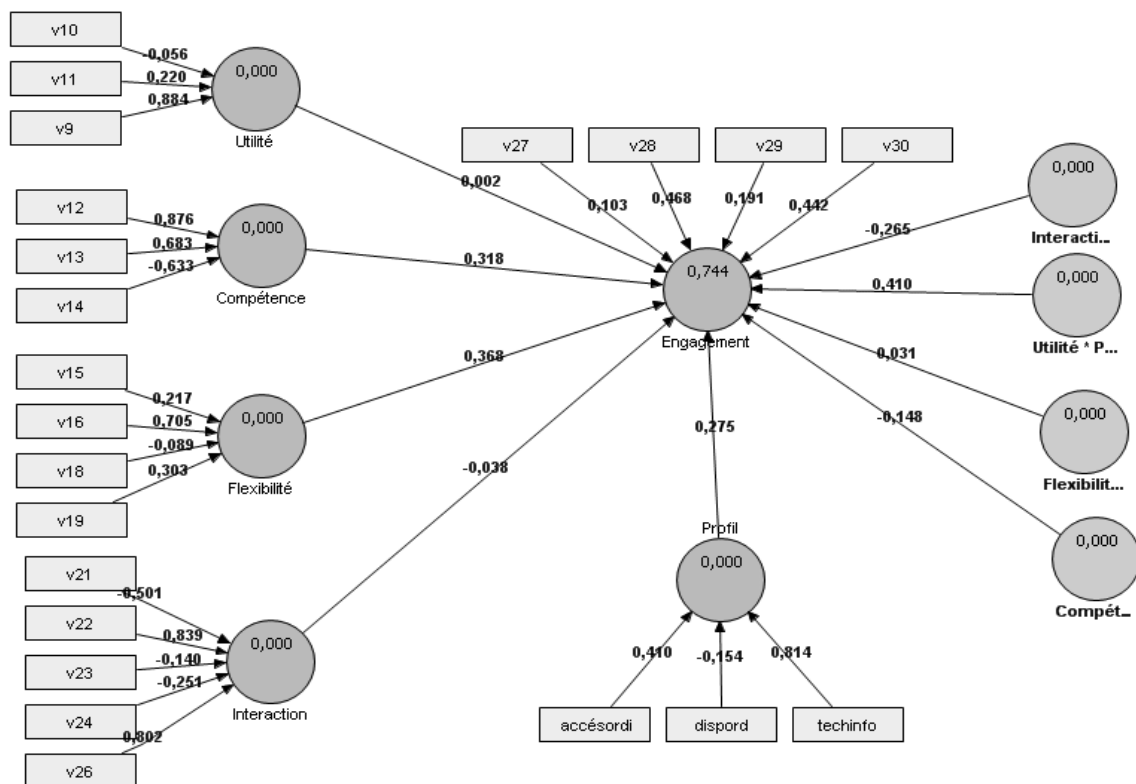 v10
-0,056
v11
0,220
v9
0,884
0,000
Utilité
0,002
v12
0,876
v13
0,683
v14
-0,633
0,000
Compétence
0,318
v15
0,217
v16
0,705
v18
-0,089
v19
0,303
0,000
Flexibilité
0,368
v21
-0,501
v22
0,839
v23
-0,140
v24
-0,251
v26
0,802
0,000
Interaction
-0,038
v27
0,103
v28
0,468
v29
0,191
v30
0,442
0,744
Engagement
0,275
Profil
0,000
0,410
-0,154
0,814
accésordi
dispord
techinfo
0,000
Interacti...
-0,265
0,000
Utilité * P...
0,410
0,000
Flexibilit...
0,031
0,000
Compét...
-0,148